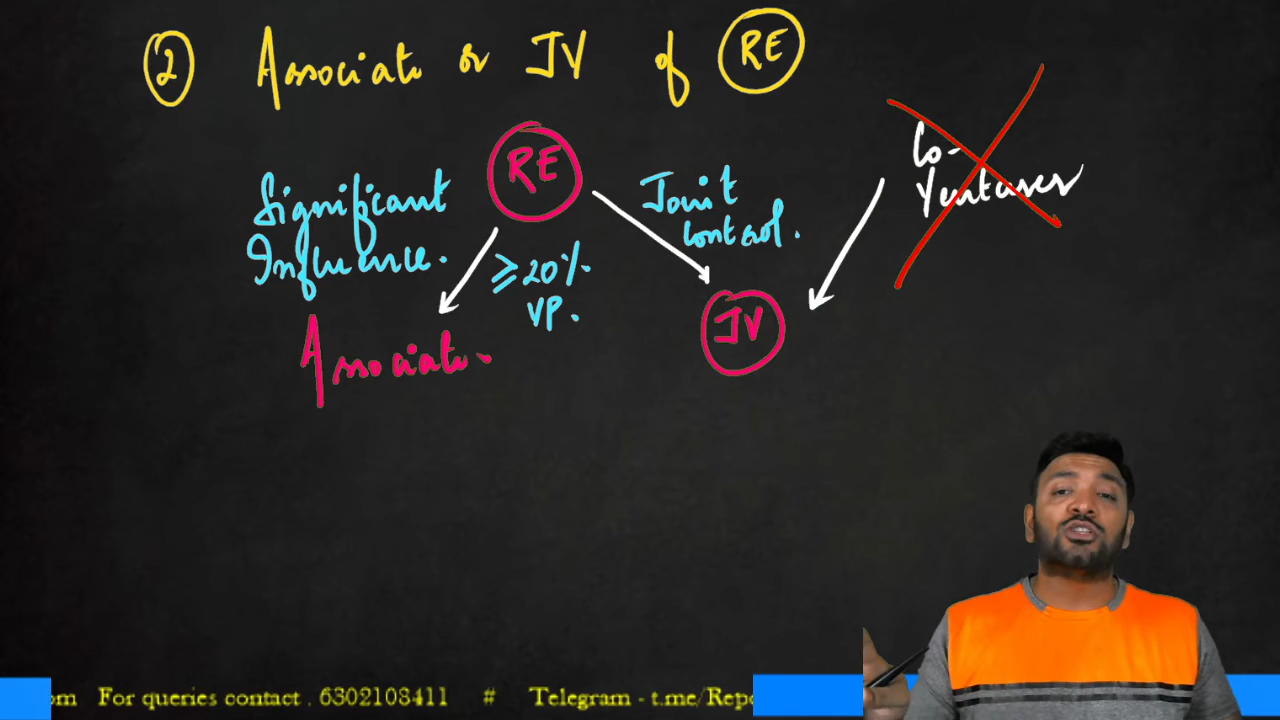 ② Associate or JV of RE
RE
Significant
Influence.
≥ 20%
VP.
Joint
control.
Co-
Venturer
Associate.
JV
om For queries contact . 6302108411 # Telegram - t.me/Repo